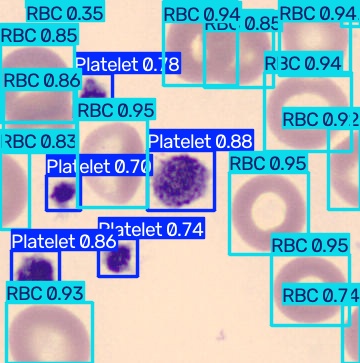 RBC 0.35
RBC 0.94
RBC 0.85
RBC 0.94
RBC 0.85
Platelet 0.78
RBC 0.94
RBC 0.86
RBC 0.95
RBC 0.92
RBC 0.83
Platelet 0.88
Platelet 0.70
RBC 0.95
Platelet 0.74
Platelet 0.86
RBC 0.95
RBC 0.93
RBC 0.74